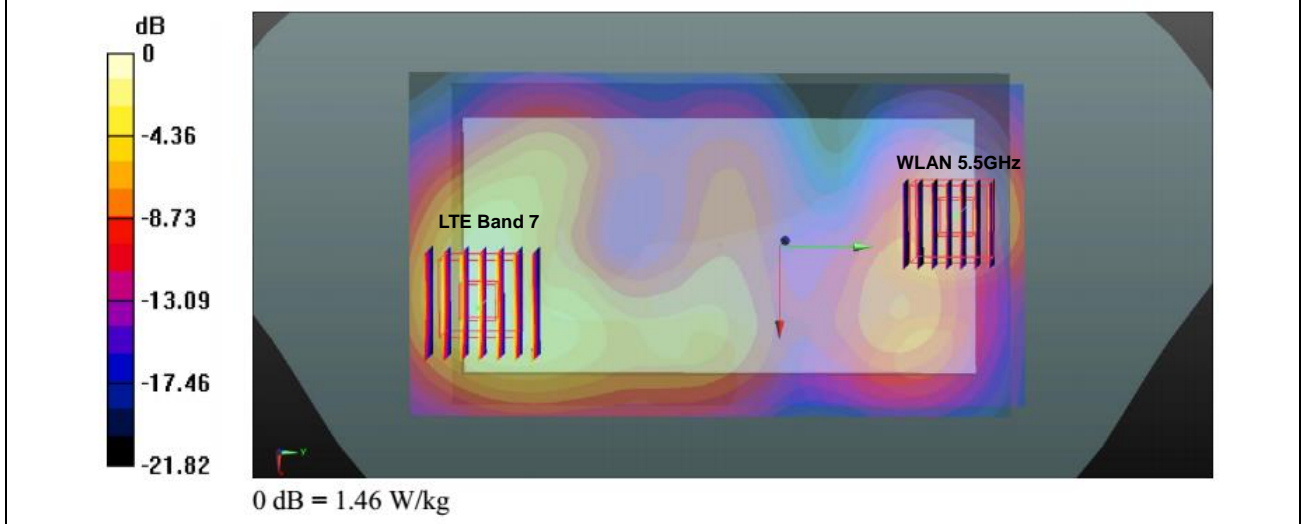 dB
0
-4.36
-8.73
-13.09
-17.46
-21.82
WLAN 5.5GHz
LTE Band 7
Y
0 dB = 1.46 W/kg